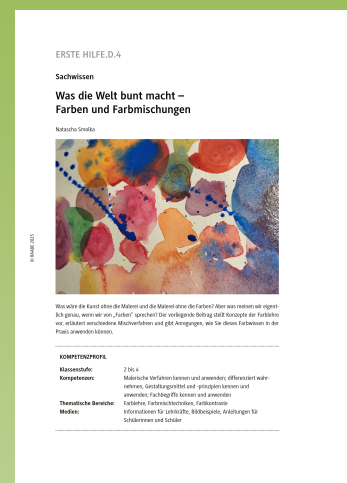 ERSTE HILFE.D.4
Sachwissen
Was die Welt bunt macht –
Farben und Farbmischungen
Natascha Smolka
© RAABE 2025
Was wäre die Kunst ohne die Malerei und die Malerei ohne die Farben? Aber was meinen wir eigent-
lich genau, wenn wir von „Farben“ sprechen? Der vorliegende Beitrag stellt Konzepte der Farblehre
vor, erläutert verschiedene Mischverfahren und gibt Anregungen, wie Sie dieses Farbwissen in der
Praxis anwenden können.
KOMPETENZPROFIL
Klassenstufe: 2 bis 4
Kompetenzen: Malerische Verfahren kennen und anwenden; differenziert wahr-
nehmen, Gestaltungsmittel und -prinzipien kennen und
anwenden; Fachbegriffe kennen und anwenden
Thematische Bereiche: Farblehre, Farbmischtechniken, Farbkontraste
Medien: Informationen für Lehrkräfte, Bildbeispiele, Anleitungen für
Schülerinnen und Schüler